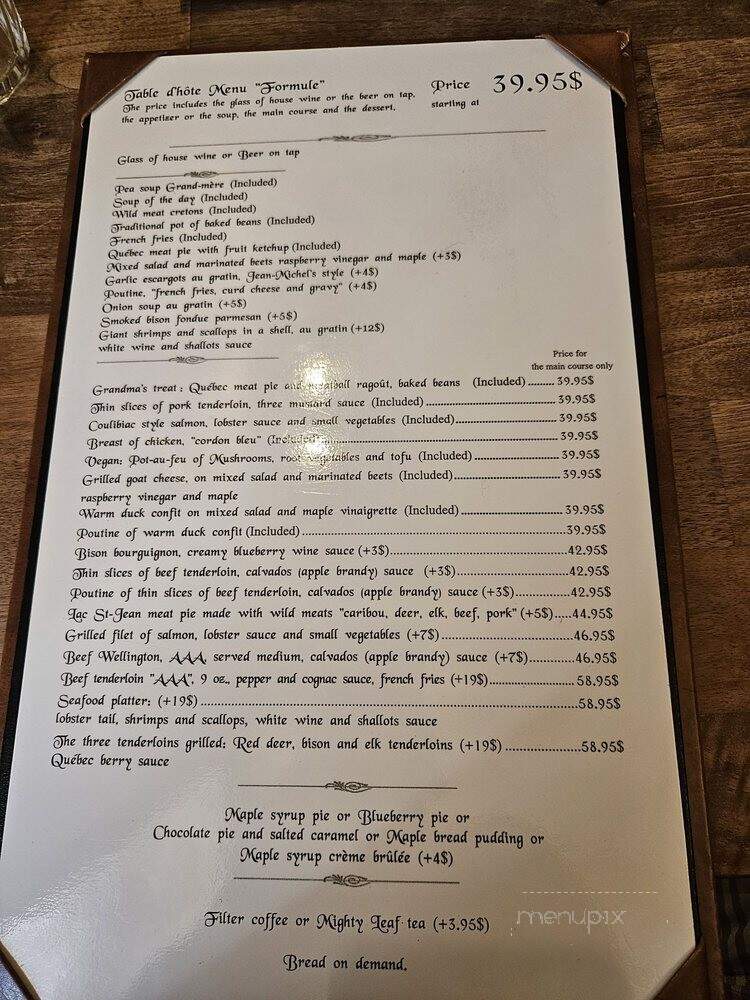 Table d'hôte Menu "Formule"
Price 39.95$
The price includes the glass of house wine or the beer on tap,
starting at
the appetizer or the soup, the main course and the dessert.
Glass of house wine or Beer on tap
Pea soup Grand-mère (Included)
Soup of the day (Included)
Wild meat cretons (Included)
Traditional pot of baked beans (Included)
French fries (Included)
Québec meat pie with fruit ketchup (Included)
Mixed salad and marinated beets raspberry vinegar and maple (+3$)
Garlic escargots au gratin, Jean-Michel's style (+4$)
Poutine, "french fries, curd cheese and gravy" (+4$)
Onion soup au gratin (+5$)
Smoked bison fondue parmesan (+5$)
Giant shrimps and scallops in a shell, au gratin (+12$)
white wine and shallots sauce
Price for
the main course only
Grandma's treat : Québec meat pie and meatball ragoût, baked beans (Included)......... 39.95$
Thin slices of pork tenderloin, three mustard sauce (Included)............ 39.95$
Coulibiac style salmon, lobster sauce and small vegetables (Included)............ 39.95$
Breast of chicken, "cordon bleu" (Included)............ 39.95$
Vegan: Pot-au-feu of Mushrooms, root vegetables and tofu (Included)............ 39.95$
Grilled goat cheese, on mixed salad and marinated beets (Included)............ 39.95$
raspberry vinegar and maple
Warm duck confit on mixed salad and maple vinaigrette (Included)............ 39.95$
Poutine of warm duck confit (Included)............39.95$
Bison bourguignon, creamy blueberry wine sauce (+3$)............42.95$
Thin slices of beef tenderloin, calvados (apple brandy) sauce (+3$)............42.95$
Poutine of thin slices of beef tenderloin, calvados (apple brandy) sauce (+3$)............42.95$
Lac St-Jean meat pie made with wild meats "caribou, deer, elk, beef, pork" (+5$).....44.95$
Grilled filet of salmon, lobster sauce and small vegetables (+7$)............46.95$
Beef Wellington, AAA, served medium, calvados (apple brandy) sauce (+7$)............46.95$
Beef tenderloin "AAA", 9 oz., pepper and cognac sauce, french fries (+19$)............58.95$
Seafood platter: (+19$)............58.95$
lobster tail, shrimps and scallops, white wine and shallots sauce
The three tenderloins grilled: Red deer, bison and elk tenderloins (+19$) ............58.95$
Québec berry sauce
Maple syrup pie or Blueberry pie or
Chocolate pie and salted caramel or Maple bread pudding or
Maple syrup crème brûlée (+4$)
Filter coffee or Mighty Leaf tea (+3.95$)
menupix
Bread on demand.